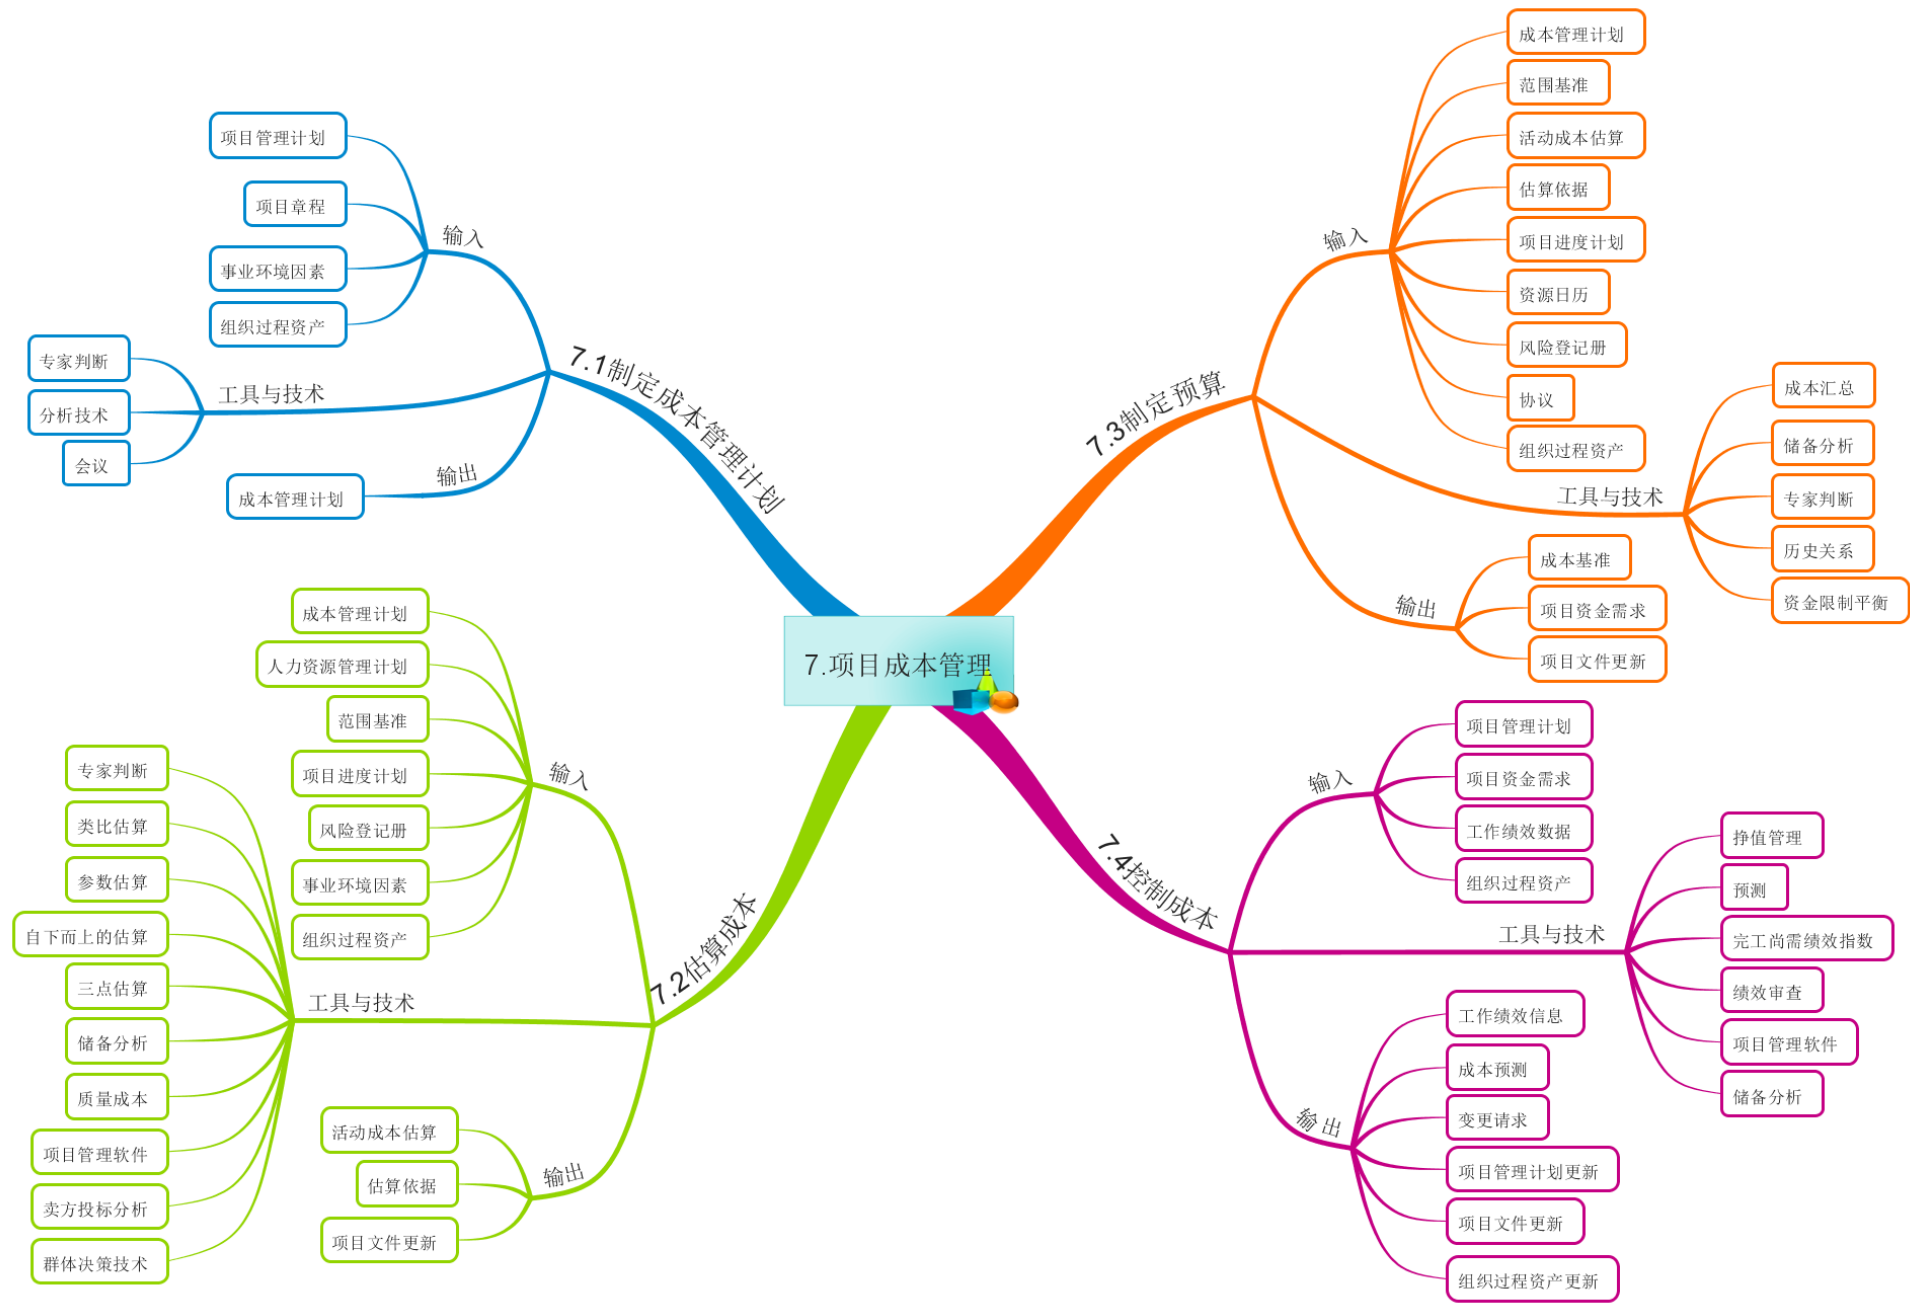 7.项目成本管理
7.1制定成本管理计划
输入
项目管理计划
项目章程
事业环境因素
组织过程资产
工具与技术
专家判断
分析技术
会议
输出
成本管理计划
7.2估算成本
输入
成本管理计划
人力资源管理计划
范围基准
项目进度计划
风险登记册
事业环境因素
组织过程资产
工具与技术
专家判断
类比估算
参数估算
自下而上的估算
三点估算
储备分析
质量成本
项目管理软件
卖方投标分析
群体决策技术
输出
活动成本估算
估算依据
项目文件更新
7.3制定预算
输入
成本管理计划
范围基准
活动成本估算
估算依据
项目进度计划
资源日历
风险登记册
协议
组织过程资产
工具与技术
成本汇总
储备分析
专家判断
历史关系
资金限制平衡
输出
成本基准
项目资金需求
项目文件更新
7.4控制成本
输入
项目管理计划
项目资金需求
工作绩效数据
组织过程资产
工具与技术
挣值管理
预测
完工尚需绩效指数
绩效审查
项目管理软件
储备分析
输出
工作绩效信息
成本预测
变更请求
项目管理计划更新
项目文件更新
组织过程资产更新